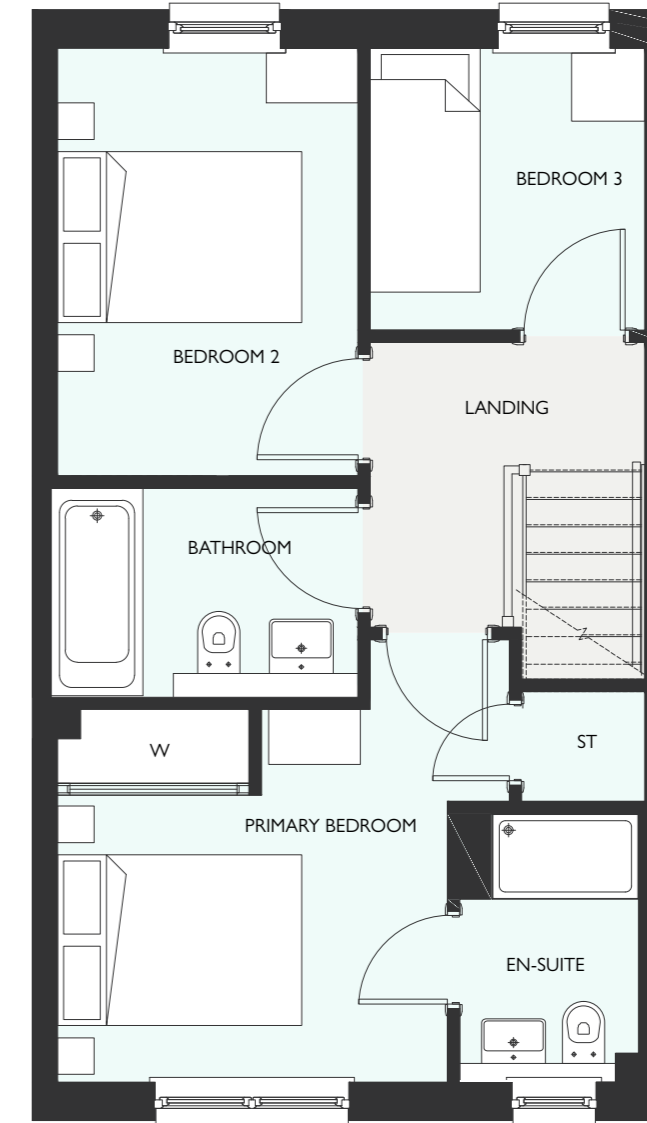 BEDROOM 3
BEDROOM 2
LANDING
BATHROOM
ST
W
PRIMARY BEDROOM
EN-SUITE